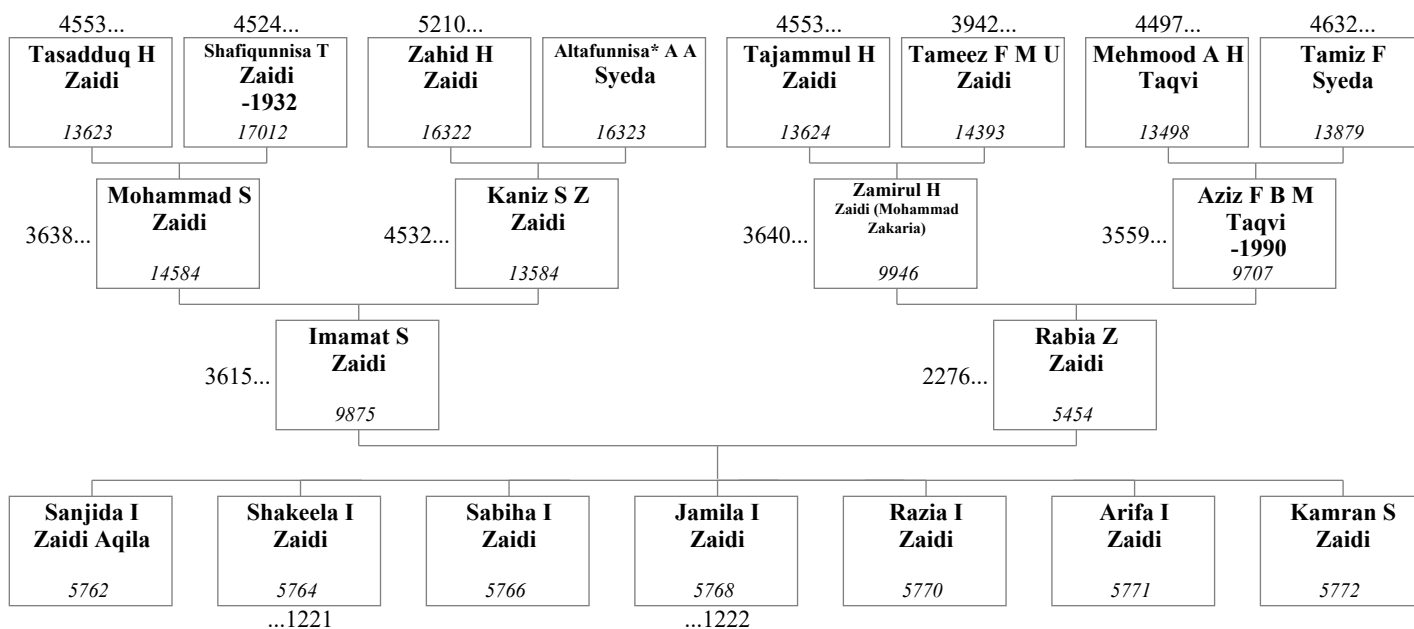 4553...
4524...
5210...
4553...
3942...
4497...
4632...
Tasadduq H
Zaidi
13623
Shafiqunnisa T
Zaidi
-1932
17012
Zahid H
Zaidi
16322
Altafunnisa* A A
Syeda
16323
Tajammul H
Zaidi
13624
Tameez F M U
Zaidi
14393
Mehmood A H
Taqvi
13498
Tamiz F
Syeda
13879
3638...
Mohammad S
Zaidi
14584
4532...
Kaniz S Z
Zaidi
13584
3640...
Zamirul H
Zaidi (Mohammad
Zakaria)
9946
3559...
Aziz F B M
Taqvi
-1990
9707
3615...
Imamat S
Zaidi
9875
2276...
Rabia Z
Zaidi
5454
Sanjida I
Zaidi Aqila
5762
Shakeela I
Zaidi
5764
...1221
Sabiha I
Zaidi
5766
Jamila I
Zaidi
5768
...1222
Razia I
Zaidi
5770
Arifa I
Zaidi
5771
Kamran S
Zaidi
5772